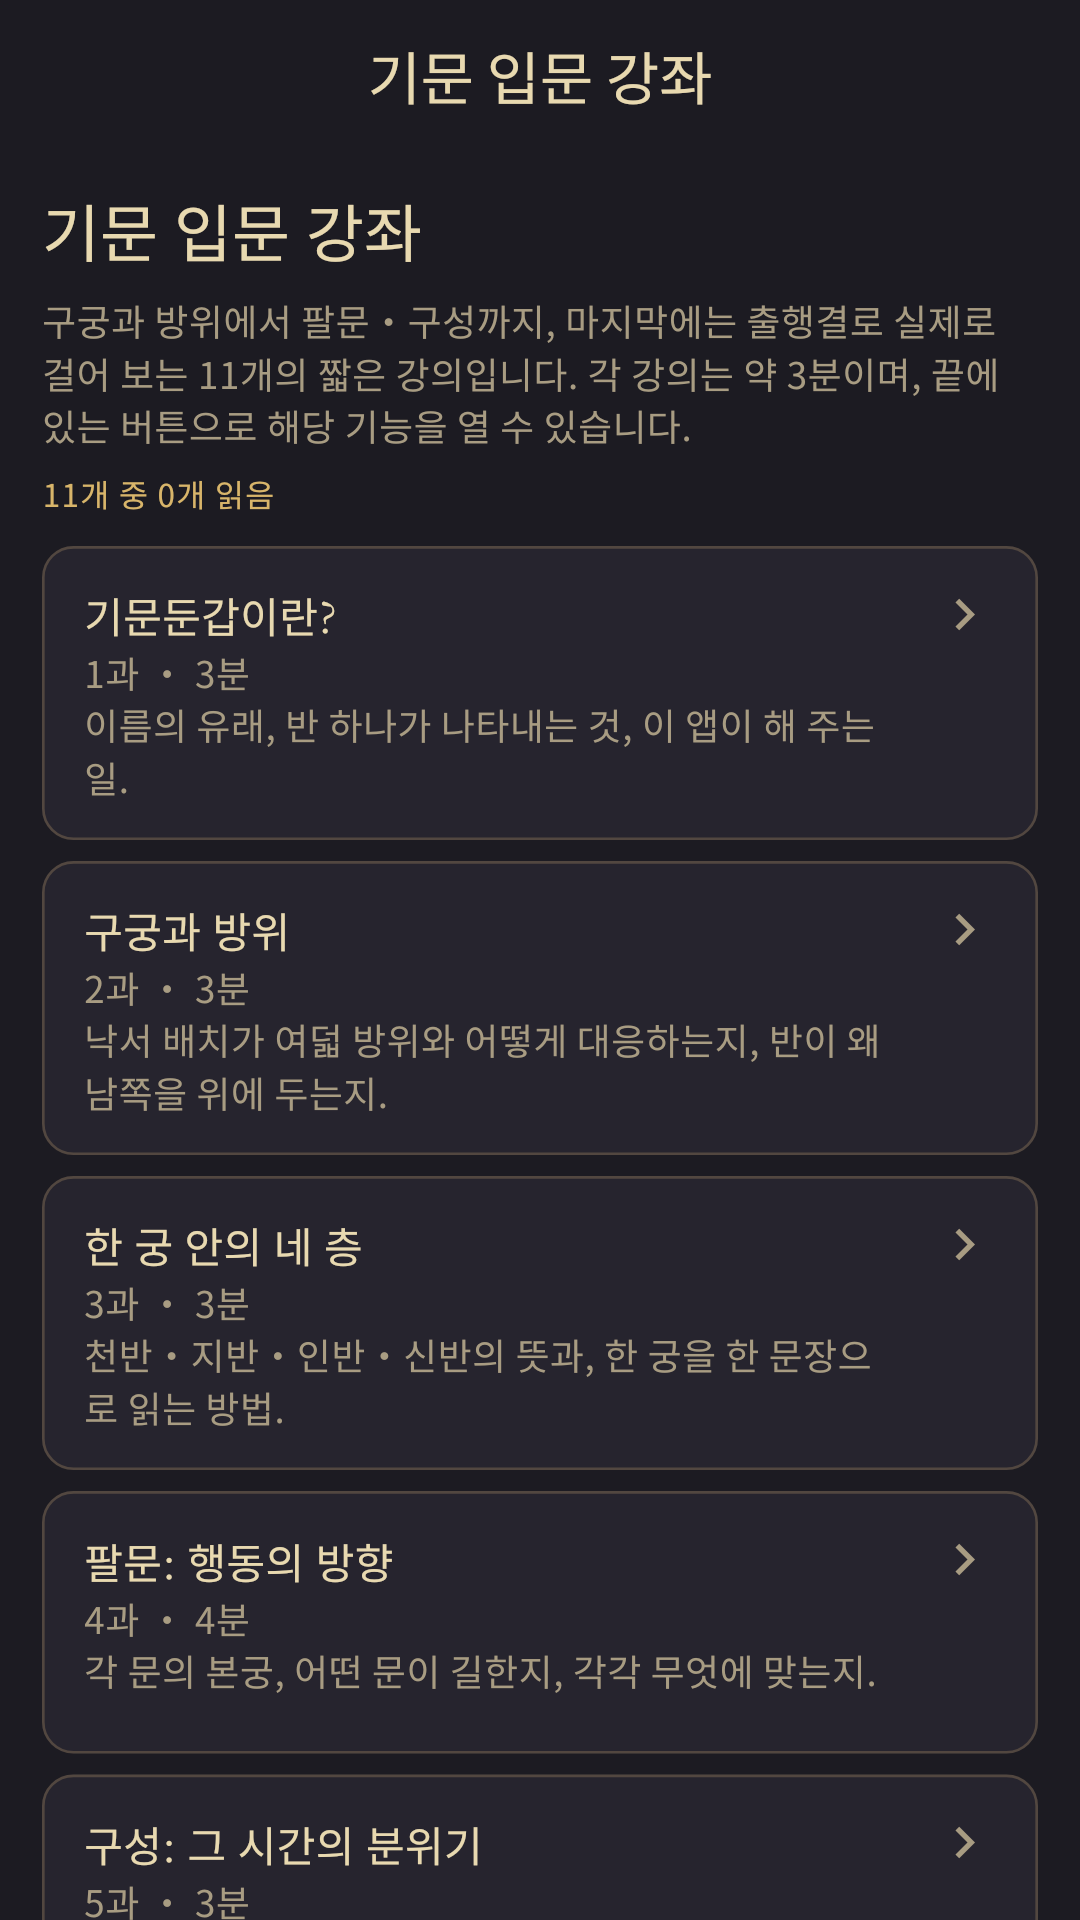 기문 입문 강좌
기문 입문 강좌
구궁과 방위에서 팔문・구성까지, 마지막에는 출행결로 실제로
걸어 보는 11개의 짧은 강의입니다. 각 강의는 약 3분이며, 끝에
있는 버튼으로 해당 기능을 열 수 있습니다.
11개 중 0개 읽음
기문둔갑이란?
1과 ・ 3분
이름의 유래, 반 하나가 나타내는 것, 이 앱이 해 주는
일.
구궁과 방위
2과 ・ 3분
낙서 배치가 여덟 방위와 어떻게 대응하는지, 반이 왜
남쪽을 위에 두는지.
한 궁 안의 네 층
3과 ・ 3분
천반・지반・인반・신반의 뜻과, 한 궁을 한 문장으
로 읽는 방법.
팔문: 행동의 방향
4과 ・ 4분
각 문의 본궁, 어떤 문이 길한지, 각각 무엇에 맞는지.
구성: 그 시간의 분위기
5과 ・ 3분